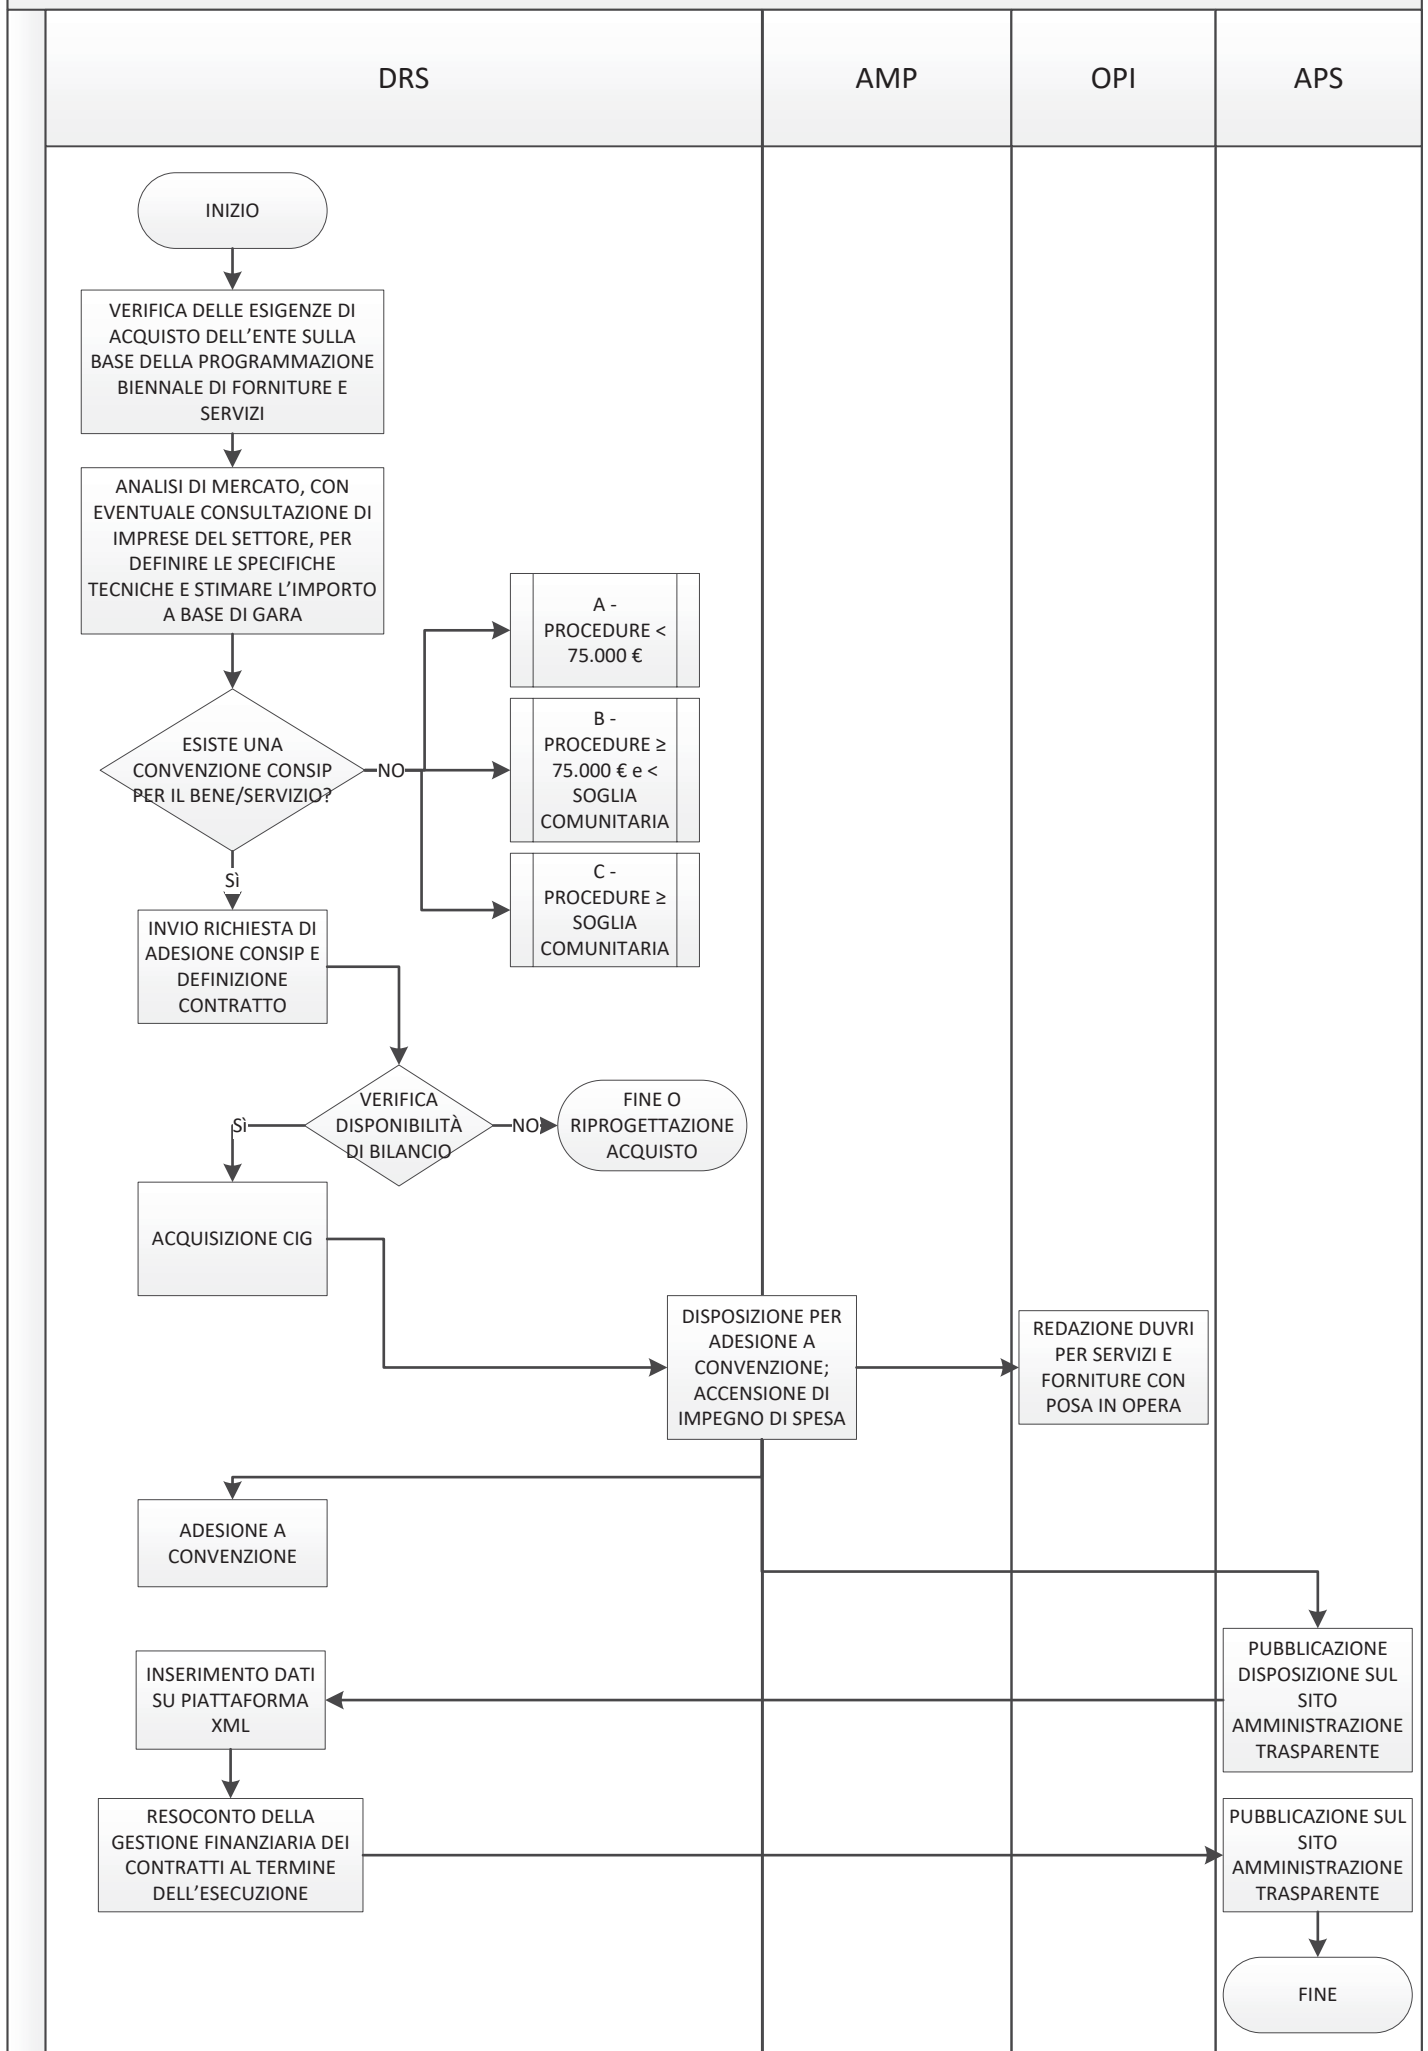 DRS
AMP
OPI
APS
INIZIO
VERIFICA DELLE ESIGENZE DI
ACQUISTO DELL’ENTE SULLA
BASE DELLA PROGRAMMAZIONE
BIENNALE DI FORNITURE E
SERVIZI
ANALISI DI MERCATO, CON
EVENTUALE CONSULTAZIONE DI
IMPRESE DEL SETTORE, PER
DEFINIRE LE SPECIFICHE
TECNICHE E STIMARE L’IMPORTO
A BASE DI GARA
A -
PROCEDURE <
75.000 €
ESISTE UNA
CONVENZIONE CONSIP
PER IL BENE/SERVIZIO?
NO
B -
PROCEDURE ≥
75.000 € e <
SOGLIA
COMUNITARIA
C -
PROCEDURE ≥
SOGLIA
COMUNITARIA
Sì
INVIO RICHIESTA DI
ADESIONE CONSIP E
DEFINIZIONE
CONTRATTO
VERIFICA
DISPONIBILITÀ
DI BILANCIO
Sì
NO
FINE O
RIPROGETTAZIONE
ACQUISTO
ACQUISIZIONE CIG
DISPOSIZIONE PER
ADESIONE A
CONVENZIONE;
ACCENSIONE DI
IMPEGNO DI SPESA
REDAZIONE DUVRI
PER SERVIZI E
FORNITURE CON
POSA IN OPERA
ADESIONE A
CONVENZIONE
PUBBLICAZIONE
DISPOSIZIONE SUL
SITO
AMMINISTRAZIONE
TRASPARENTE
INSERIMENTO DATI
SU PIATTAFORMA
XML
RESOCONTO DELLA
GESTIONE FINANZIARIA DEI
CONTRATTI AL TERMINE
DELL’ESECUZIONE
PUBBLICAZIONE SUL
SITO
AMMINISTRAZIONE
TRASPARENTE
FINE